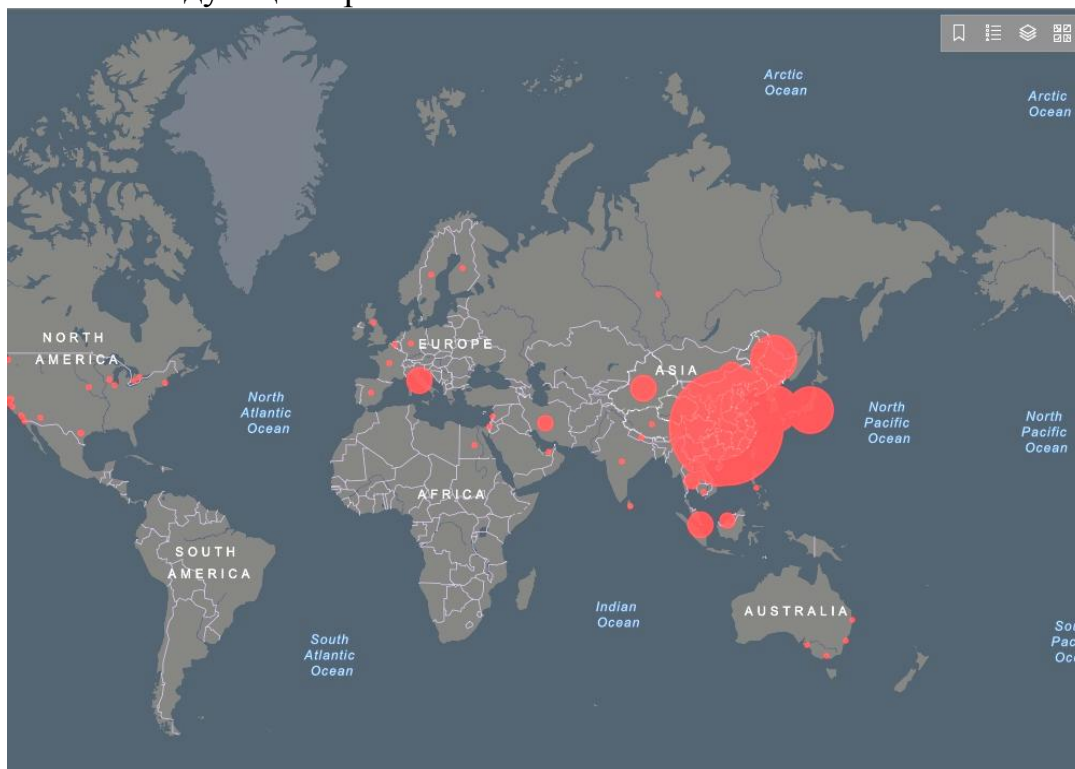 Arctic
Ocean
Arctic
Ocean
NORTH
AMERICA
EUROPE
ASIA
North
Atlantic
Ocean
North
Pacific
Ocean
North
Pacific
Ocean
AFRICA
SOUTH
AMERICA
Indian
Ocean
AUSTRALIA
South
Atlantic
Ocean